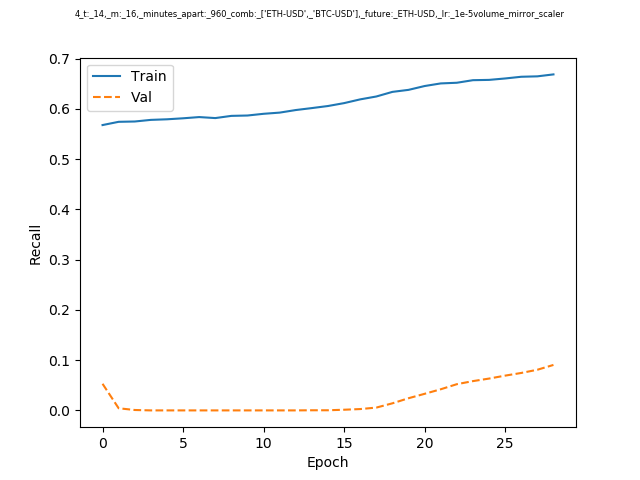 4_t:_14,_m:_16,_minutes_apart:_960_comb:_['ETH-USD',_'BTC-USD'],_future:_ETH-USD,_lr:_1e-5volume_mirror_scaler
0.7
Train
Val
0.6
0.5
0.4
0.3
0.2
0.1
0.0
Recall
0 5 10 15 20 25
Epoch